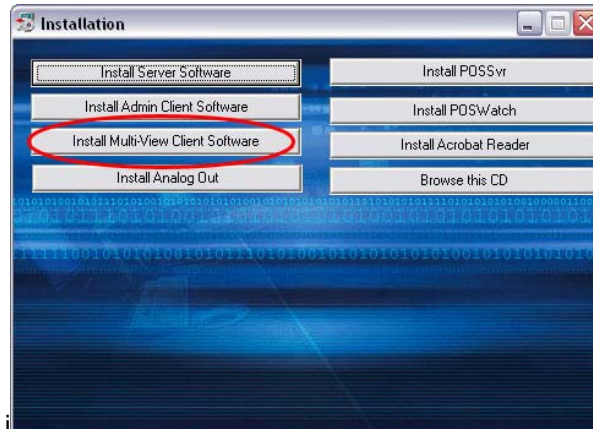 Installation
Install Server Software
Install POSSvr
Install Admin Client Software
Install POSWatch
Install Multi-View Client Software
Install Acrobat Reader
Install Analog Out
Browse this CD
i